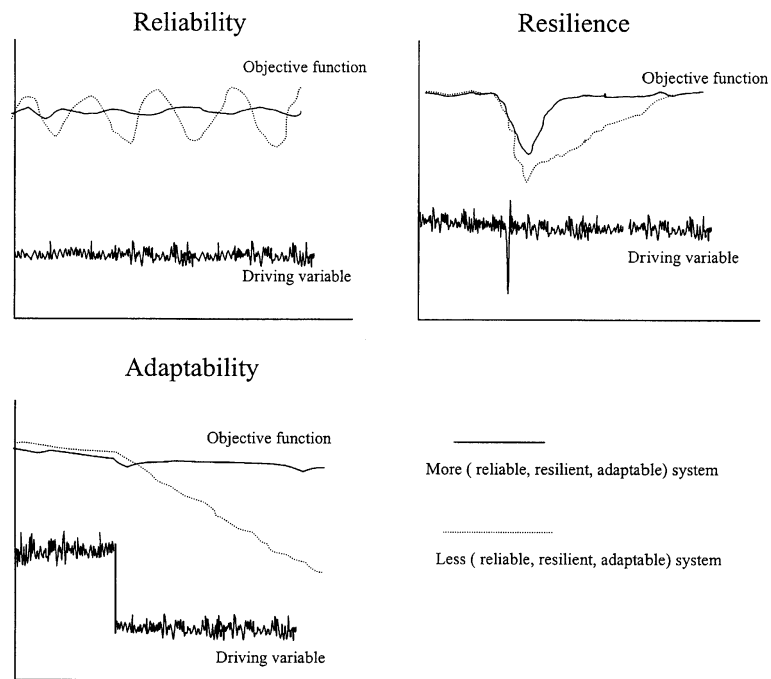 Reliability
Objective function
Driving variable
Resilience
Objective function
Driving variable
Adaptability
Objective function
Driving variable
More ( reliable, resilient, adaptable) system
Less ( reliable, resilient, adaptable) system